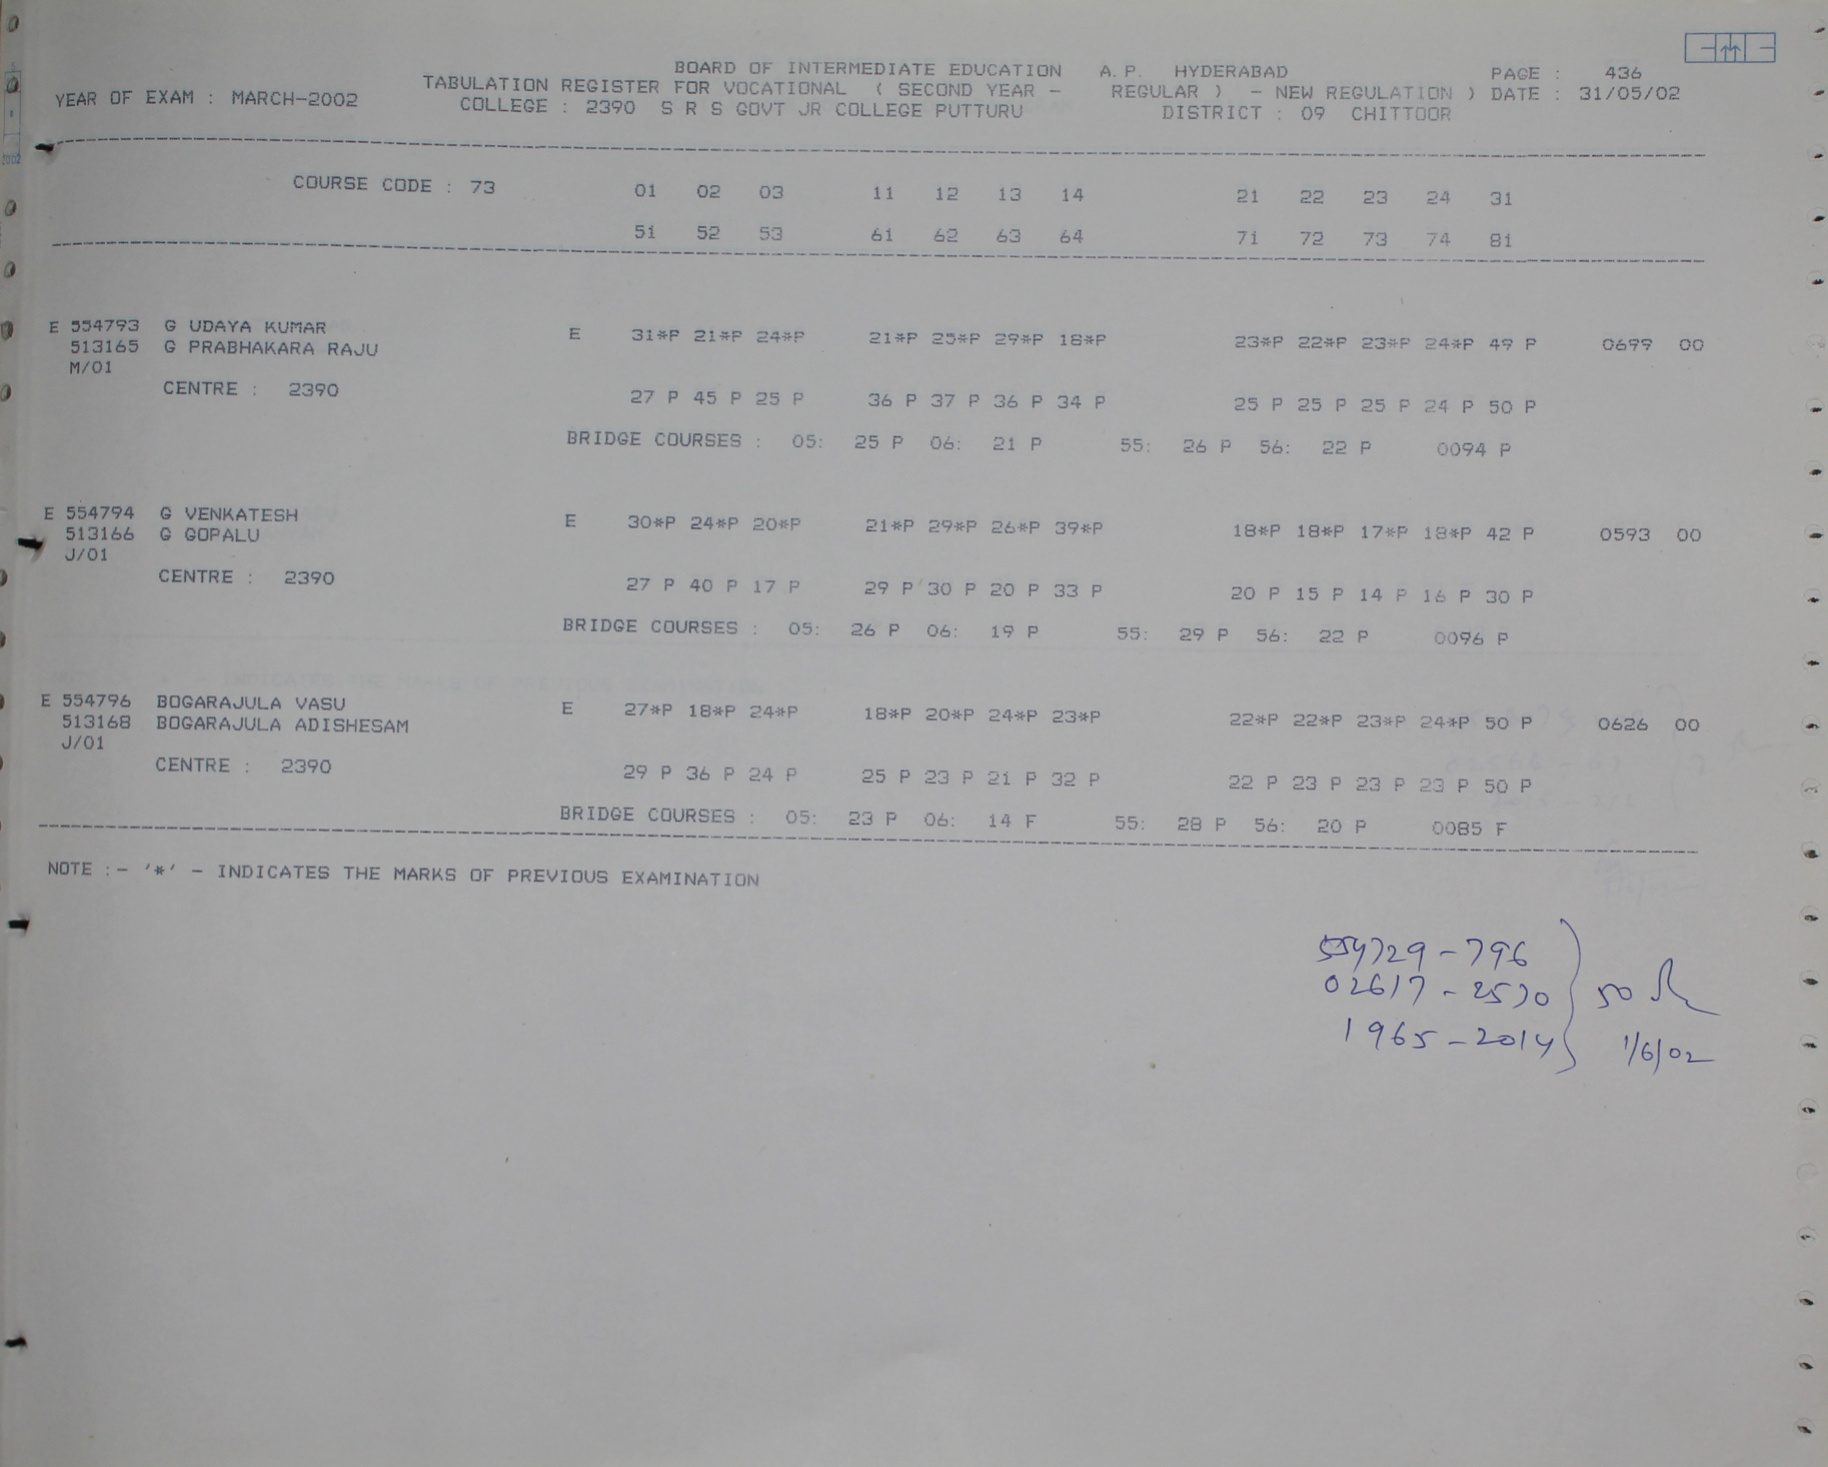 BOARD OF INTERMEDIATE EDUCATION A.P. HYDERABAD PAGE : 436
YEAR OF EXAM : MARCH-2002 TABULATION REGISTER FOR VOCATIONAL ( SECOND YEAR - REGULAR ) - NEW REGULATION ) DATE : 31/05/02
COLLEGE : 2390 S R S GOVT JR COLLEGE PUTTURU DISTRICT : 09 CHITTOOR
COURSE CODE : 73 01 02 03 11 12 13 14 21 22 23 24 31
51 52 53 61 62 63 64 71 72 73 74 81
E 554793 G UDAYA KUMAR E 31*P 21*P 24*P 21*P 25*P 29*P 18*P 23*P 22*P 23*P 24*P 49 P 0699 00
513165 G PRABHAKARA RAJU
M/01
CENTRE : 2390 27 P 45 P 25 P 36 P 37 P 36 P 34 P 25 P 25 P 25 P 24 P 50 P
BRIDGE COURSES : 05: 25 P 06: 21 P 55: 26 P 56: 22 P 0094 P
E 554794 G VENKATESH E 30*P 24*P 20*P 21*P 29*P 26*P 39*P 18*P 18*P 17*P 18*P 42 P 0593 00
513166 G GOPALU
J/01
CENTRE : 2390 27 P 40 P 17 P 29 P 30 P 20 P 33 P 20 P 15 P 14 P 16 P 30 P
BRIDGE COURSES : 05: 26 P 06: 19 P 55: 29 P 56: 22 P 0096 P
E 554796 BOGARAJULA VASU E 27*P 18*P 24*P 18*P 20*P 24*P 23*P 22*P 22*P 23*P 24*P 50 P 0626 00
513168 BOGARAJULA ADISHESAM
J/01
CENTRE : 2390 29 P 36 P 24 P 25 P 23 P 21 P 32 P 22 P 23 P 23 P 23 P 50 P
BRIDGE COURSES : 05: 23 P 06: 14 F 55: 28 P 56: 20 P 0085 F
NOTE :- '*' - INDICATES THE MARKS OF PREVIOUS EXAMINATION
554729-796
02617-2570 50
1965-2014 1/6/02